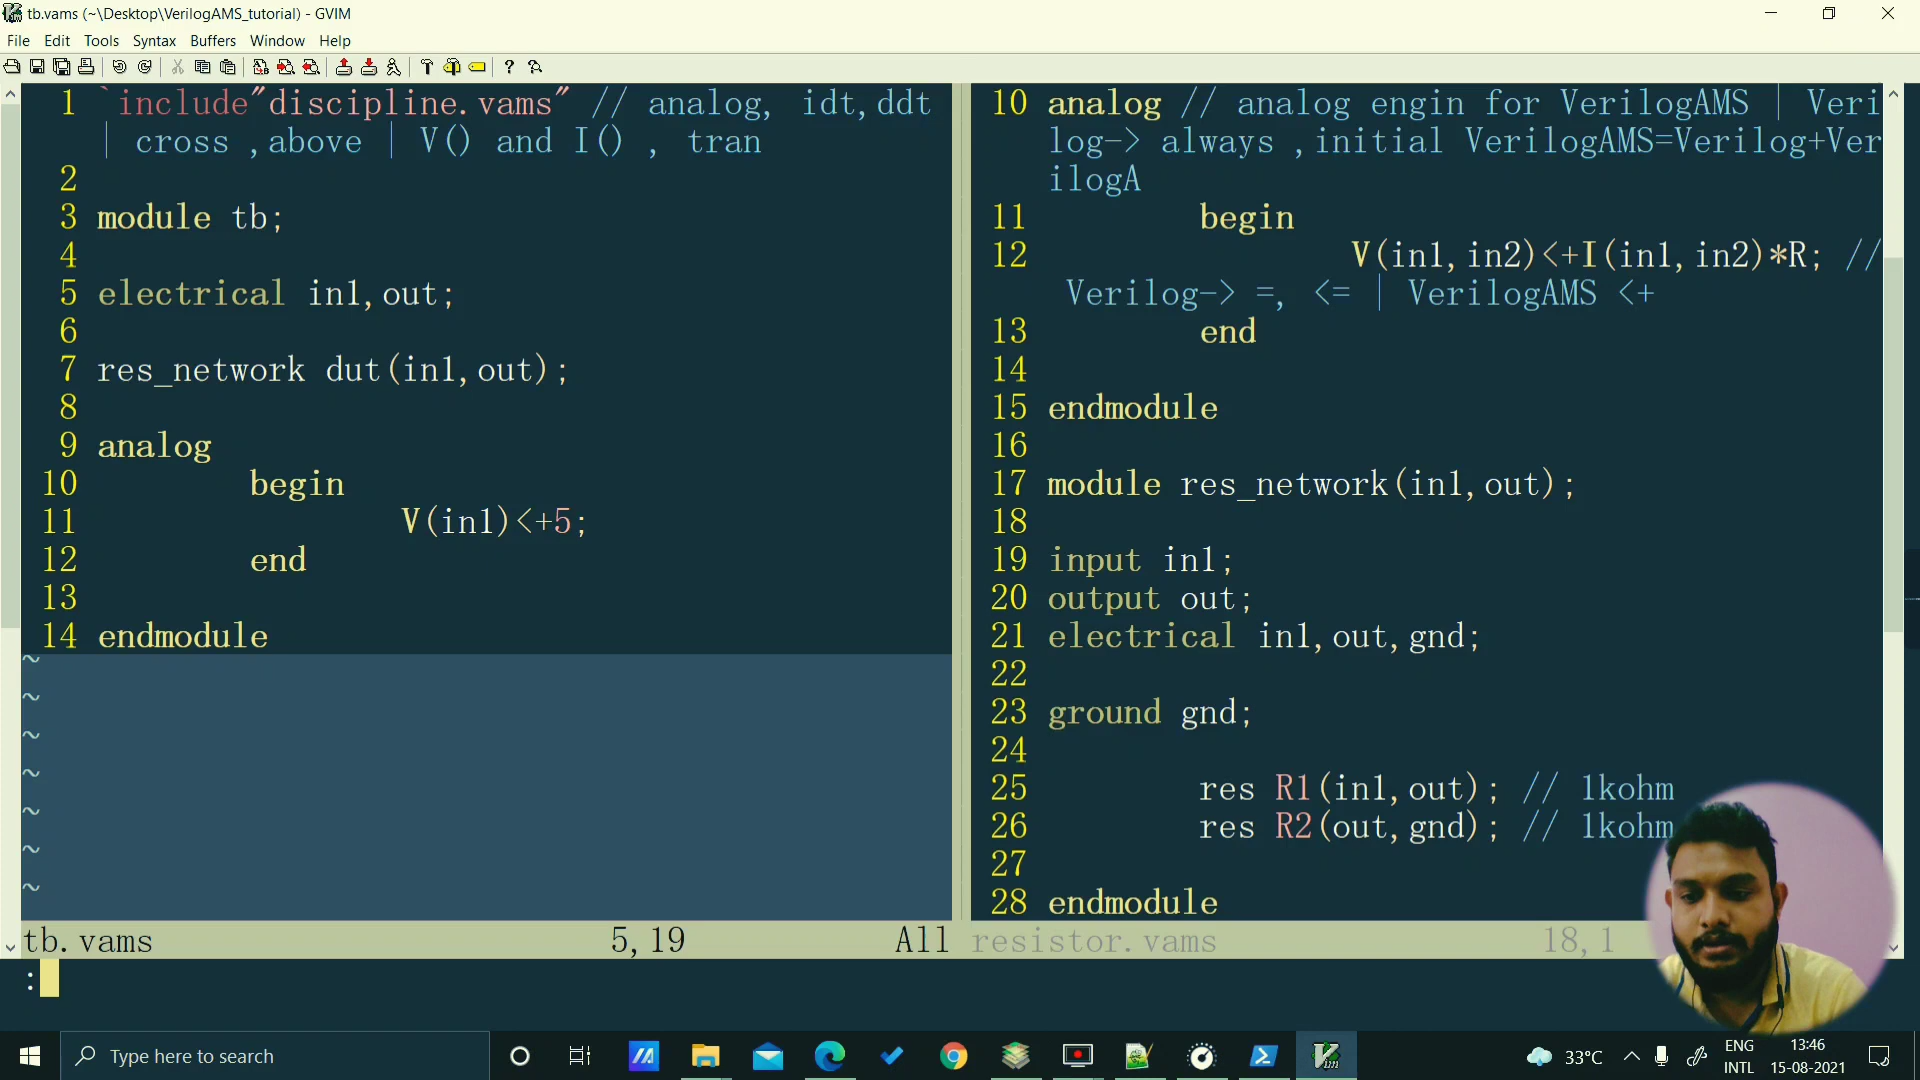 tb.vams (~\Desktop\VerilogAMS_tutorial) - GVIM
File Edit Tools Syntax Buffers Window Help
1 `include"discipline.vams" // analog, idt,ddt
| cross ,above | V() and I() , tran
2
3 module tb;
4
5 electrical in1,out;
6
7 res_network dut(in1,out);
8
9 analog
10 begin
11 V(in1)<+5;
12 end
13
14 endmodule
~
~
~
~
~
~
~
tb.vams 5,19 All
10 analog // analog engin for VerilogAMS | Veri
log-> always ,initial VerilogAMS=Verilog+Ver
ilogA
11 begin
12 V(in1,in2)<+I(in1,in2)*R; //
Verilog-> =, <= | VerilogAMS <+
13 end
14
15 endmodule
16
17 module res_network(in1,out);
18
19 input in1;
20 output out;
21 electrical in1,out,gnd;
22
23 ground gnd;
24
25 res R1(in1,out); // 1kohm
26 res R2(out,gnd); // 1kohm
27
28 endmodule
resistor.vams 18,1
:
Type here to search
33°C
ENG
INTL
13:46
15-08-2021